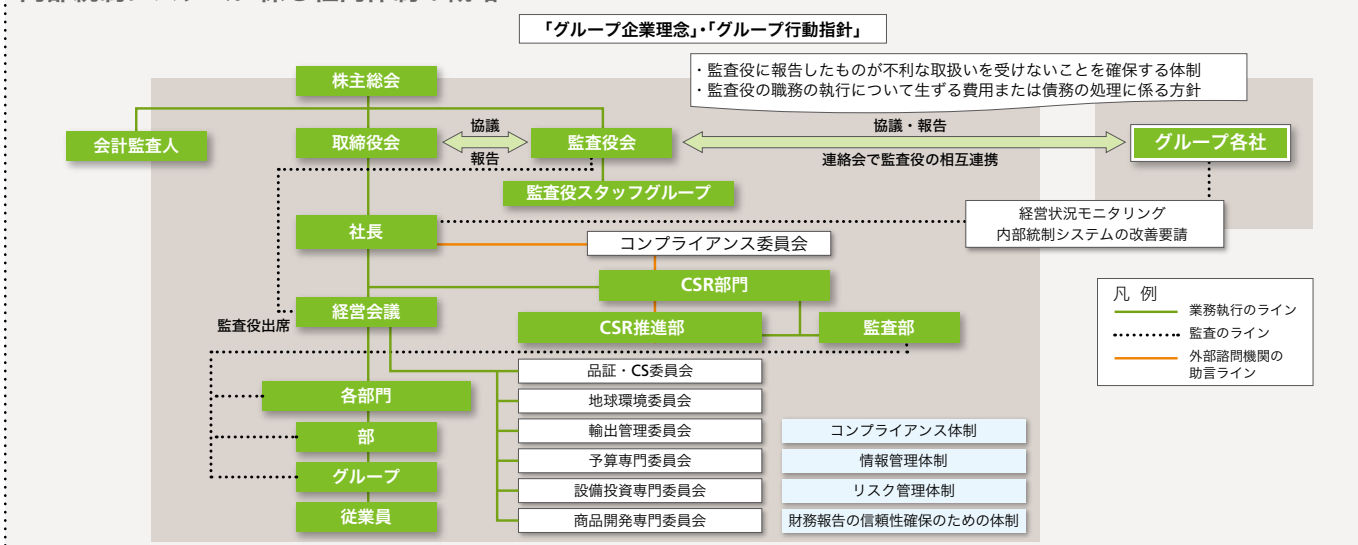 「グループ企業理念」・「グループ行動指針」
・監査役に報告したものが不利な取扱いを受けないことを確保する体制
・監査役の職務の執行について生ずる費用または債務の処理に係る方針
株主総会
会計監査人
取締役会
協議
報告
監査役会
協議・報告
連絡会で監査役の相互連携
グループ各社
監査役スタッフグループ
社長
経営状況モニタリング
内部統制システムの改善要請
コンプライアンス委員会
CSR部門
経営会議
監査役出席
CSR推進部
監査部
凡 例
業務執行のライン
監査のライン
外部諮問機関の
助言ライン
各部門
部
グループ
従業員
品証・CS委員会
地球環境委員会
輸出管理委員会
予算専門委員会
設備投資専門委員会
商品開発専門委員会
コンプライアンス体制
情報管理体制
リスク管理体制
財務報告の信頼性確保のための体制